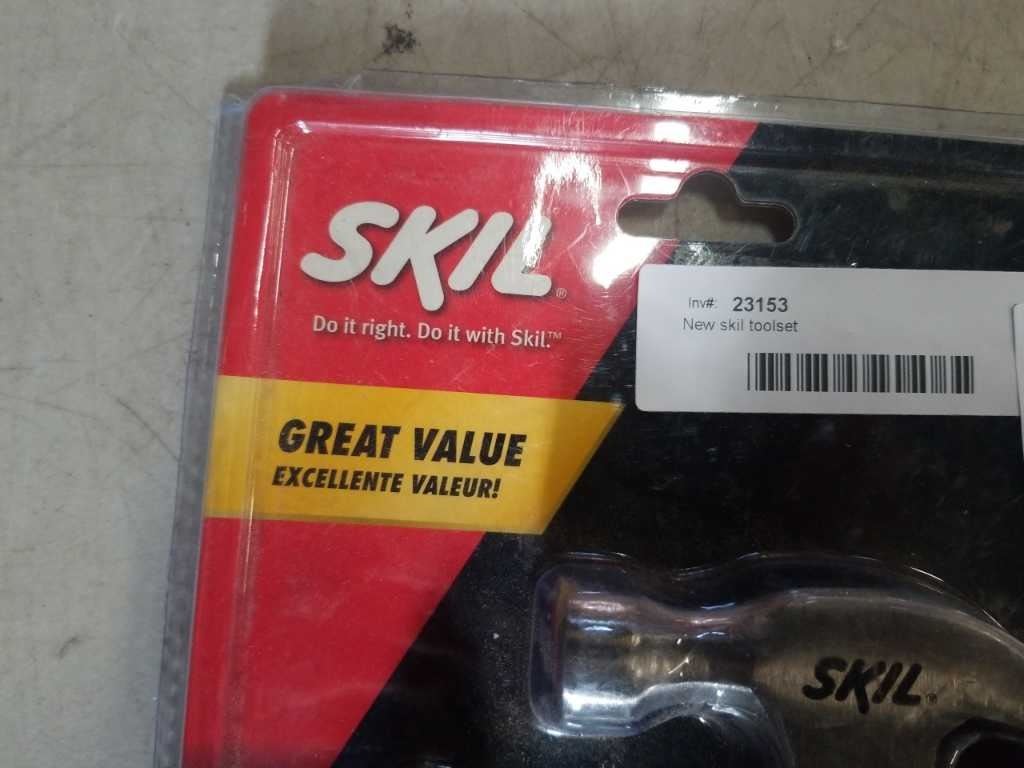 SKIL®
Do it right. Do it with Skil.™
Inv#: 23153
New skil toolset
GREAT VALUE
EXCELLENTE VALEUR!
SKIL.